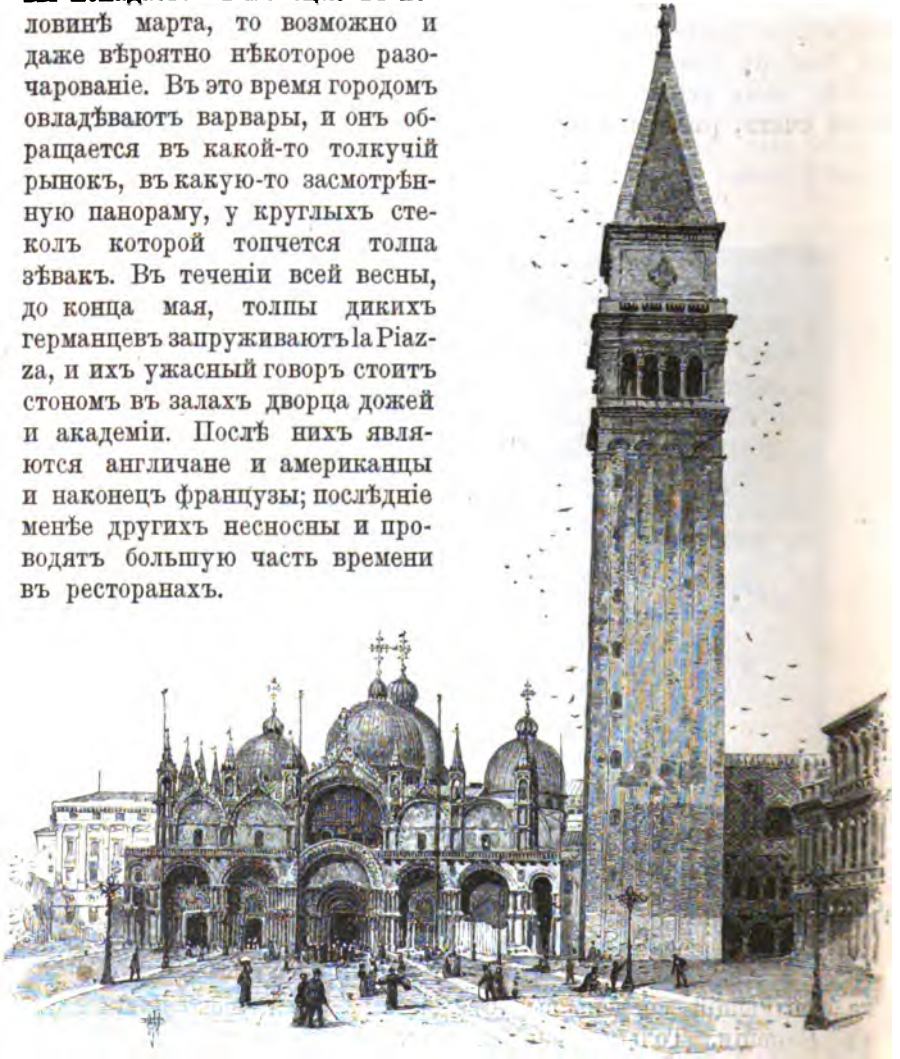 ловинѣ марта, то возможно и
даже вѣроятно нѣкоторое разо-
чарованіе. Въ это время городомъ
овладѣваютъ варвары, и онъ об-
ращается въ какой-то толкучій
рынокъ, въ какую-то засмотрѣн-
ную панораму, у круглыхъ сте-
колъ которой топчется толпа
зѣвакъ. Въ теченіи всей весны,
до конца мая, толпы дикихъ
германцевъ запруживаютъ la Piaz-
za, и ихъ ужасный говоръ стоитъ
стономъ въ залахъ дворца дожей
и академіи. Послѣ нихъ явля-
ются англичане и американцы
и наконецъ французы; послѣдніе
менѣе другихъ несносны и про-
водятъ большую часть времени
въ ресторанахъ.